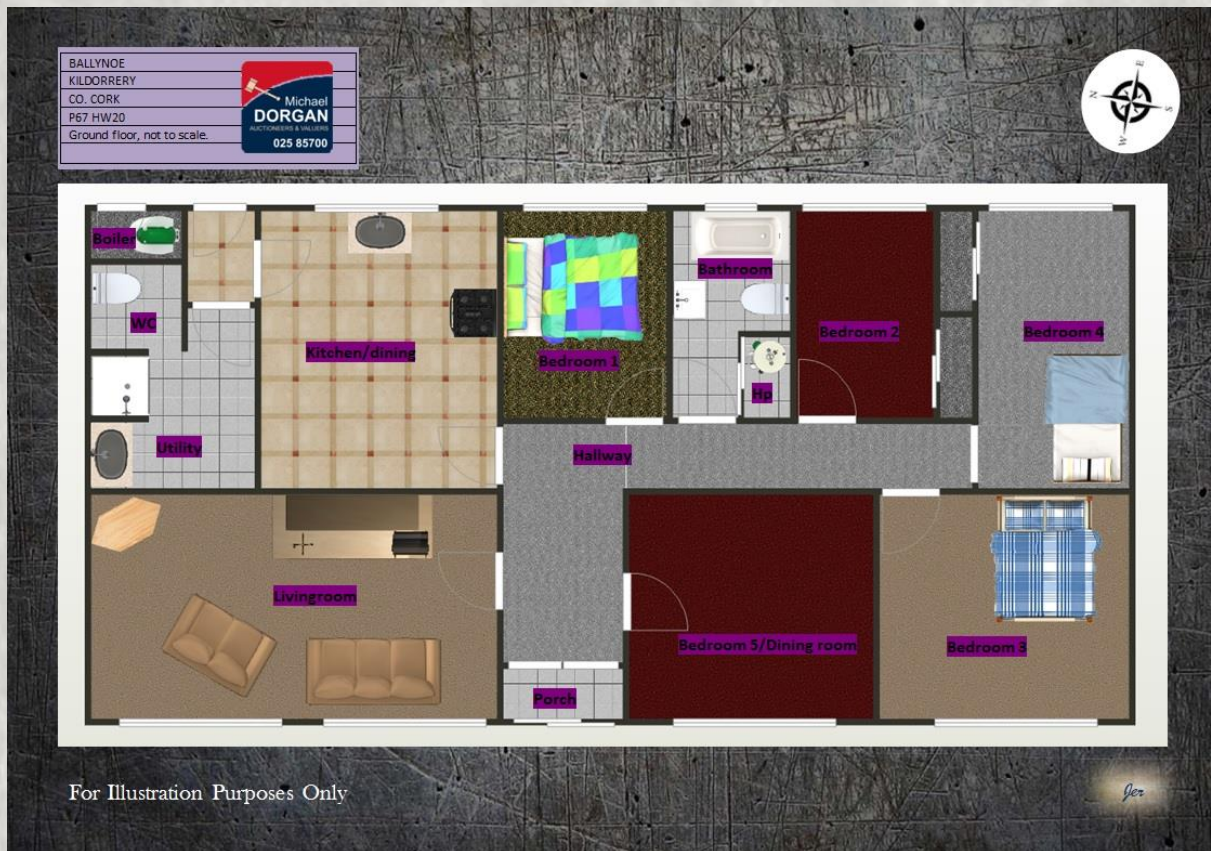 BALLYNOE
KILDORRERY
CO. CORK
P67 HW20
Ground floor, not to scale.
Michael
DORGAN
AUCTIONEERS & VALUERS
025 85700
E
N
S
W
Boiler
WC
Utility
Kitchen/dining
Bedroom 1
Bathroom
Hp
Bedroom 2
Bedroom 4
Hallway
Livingroom
Porch
Bedroom 5/Dining room
Bedroom 3
For Illustration Purposes Only
Jer